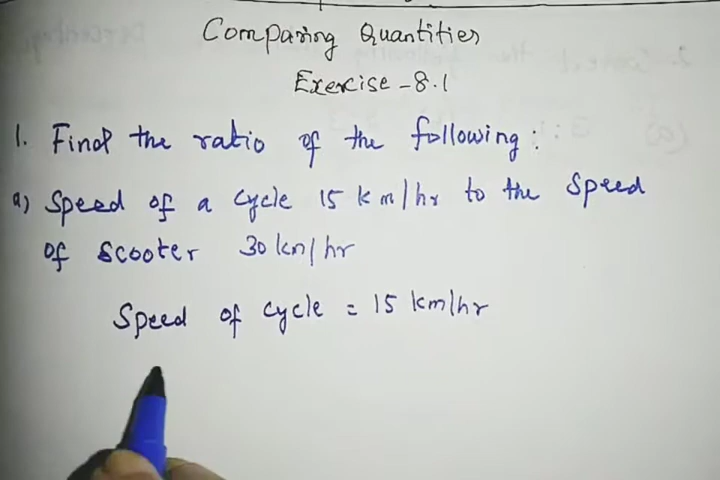 Comparing Quantities
Exercise - 8.1
1. Find the ratio of the following :
a) Speed of a cycle 15 km/hr to the speed
of scooter 30 km/hr
Speed of cycle = 15 km/hr